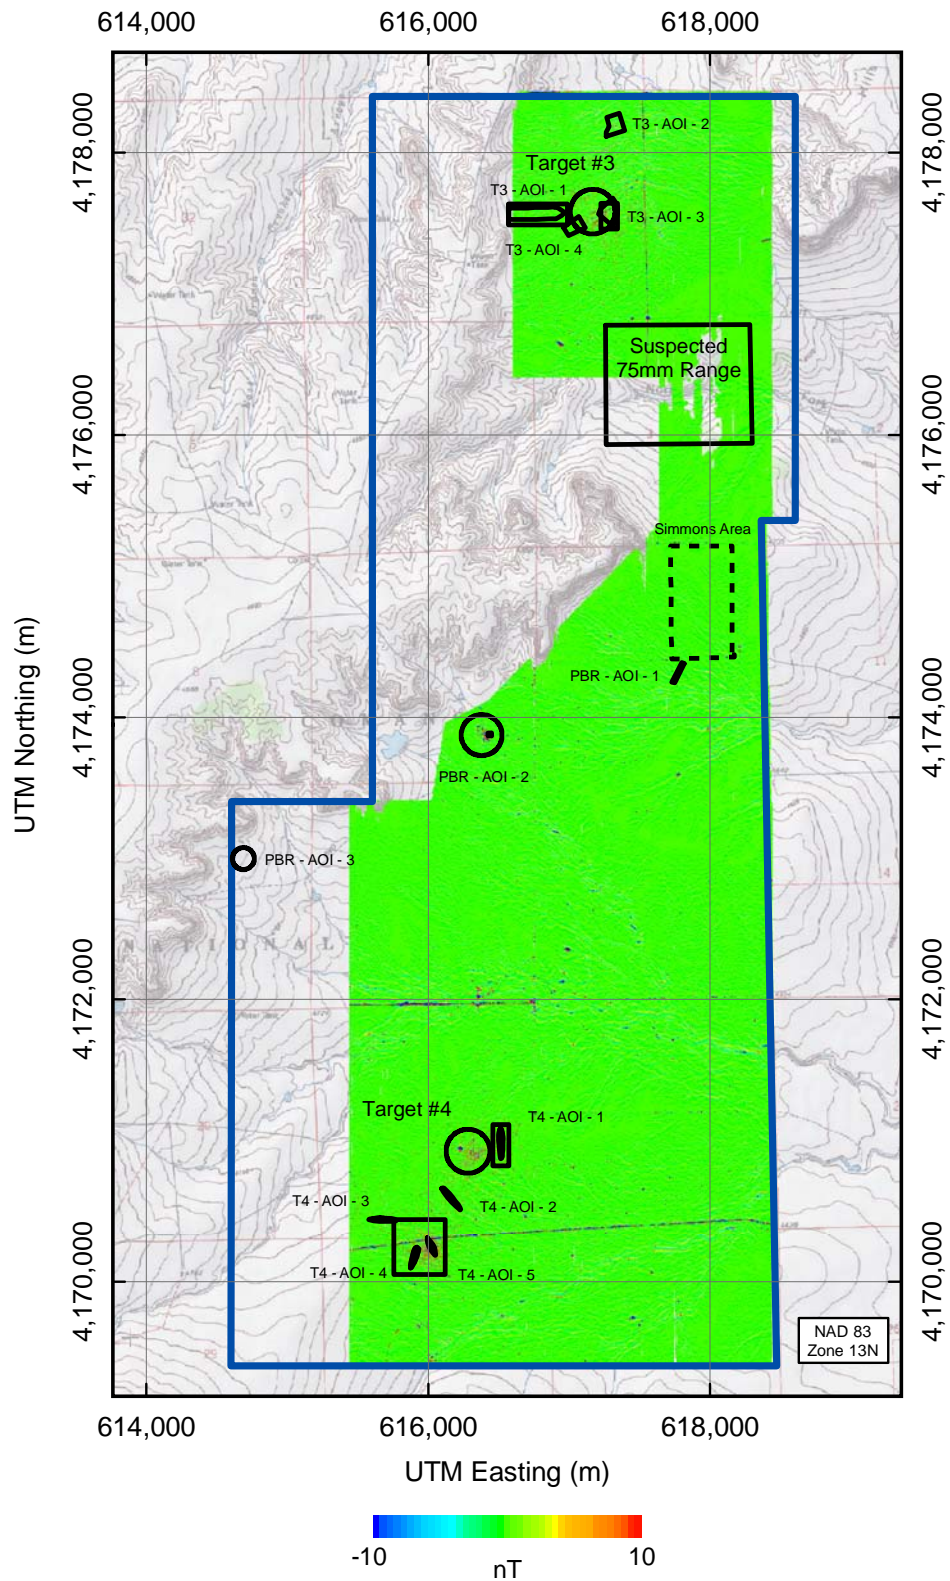 614,000 616,000 618,000
4,178,000 4,178,000
T3 - AOI - 2
Target #3
T3 - AOI - 1
T3 - AOI - 3
T3 - AOI - 4
Suspected
75mm Range
4,176,000 4,176,000
Simmons Area
PBR - AOI - 1
4,174,000 4,174,000
PBR - AOI - 2
UTM Northing (m)
PBR - AOI - 3
NATIONAL
4,172,000 4,172,000
Target #4
T4 - AOI - 1
T4 - AOI - 3
T4 - AOI - 2
T4 - AOI - 4
T4 - AOI - 5
4,170,000 4,170,000
NAD 83
Zone 13N
614,000 616,000 618,000
UTM Easting (m)
-10 10
nT